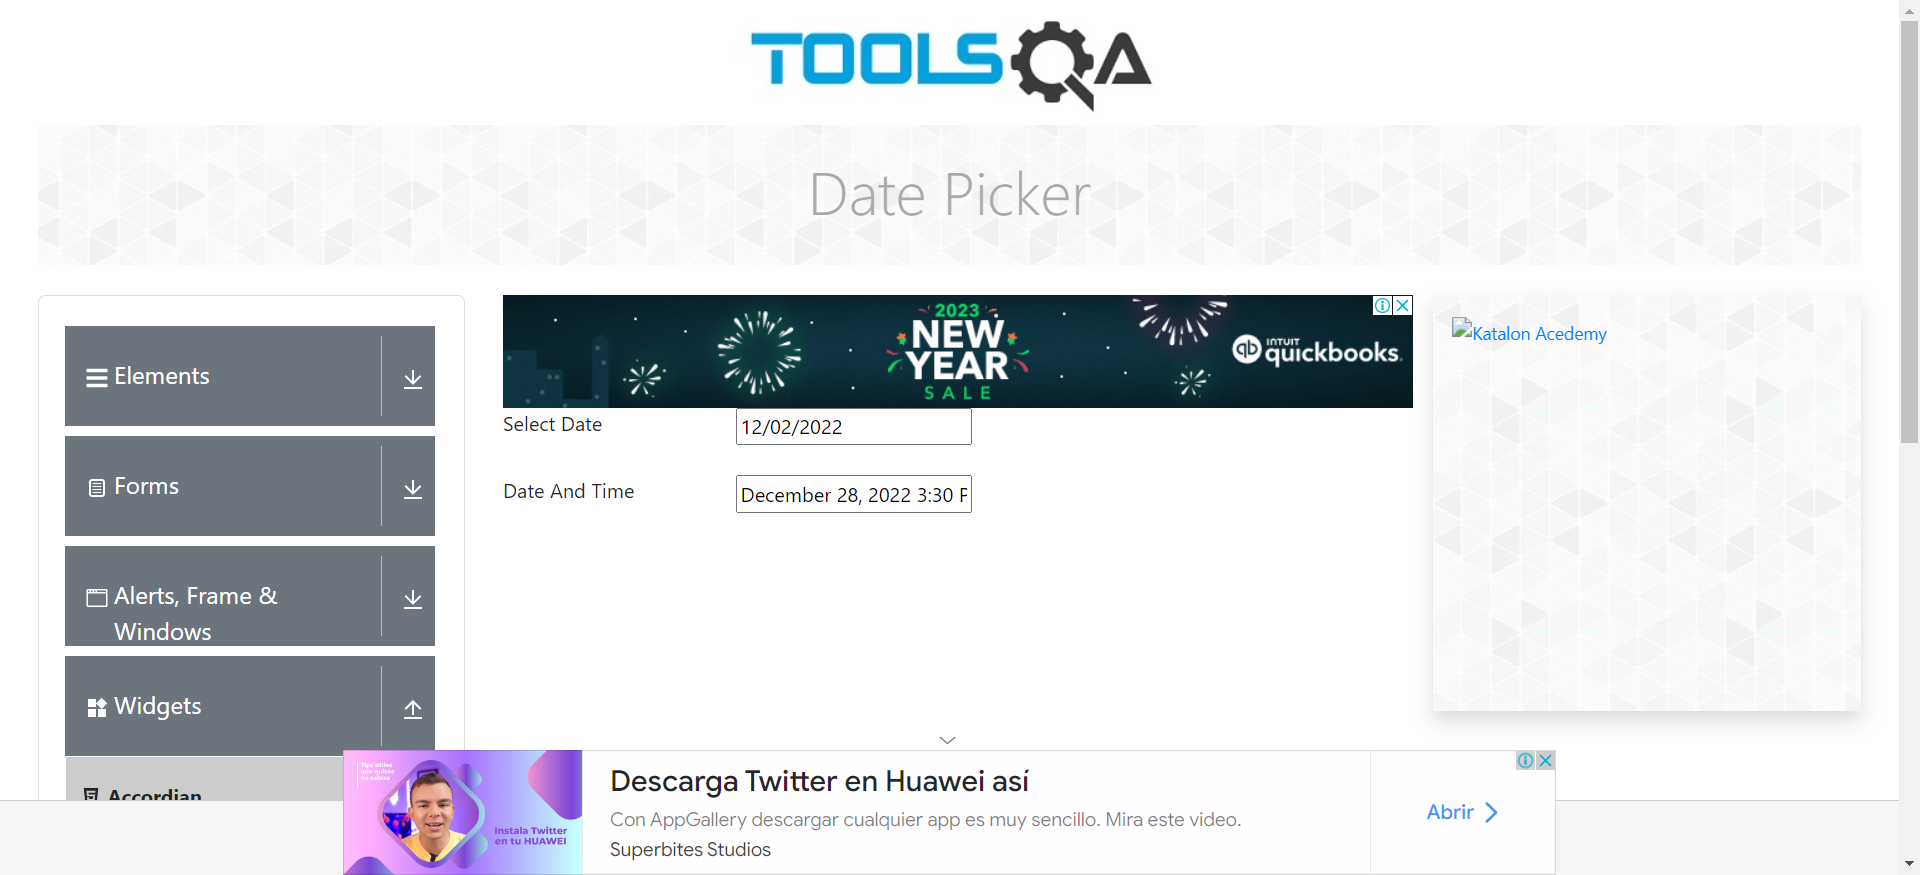 TOOLSQA
Date Picker
Elements
Forms
Alerts, Frame &
Windows
Widgets
Accordian
2023
NEW
YEAR
SALE
qb INTUIT
quickbooks.
Select Date
12/02/2022
Date And Time
December 28, 2022 3:30 P
Katalon Acedemy
Tips útiles
que quizás
no sabías
Instala Twitter
en tu HUAWEI
Descarga Twitter en Huawei así
Con AppGallery descargar cualquier app es muy sencillo. Mira este video.
Superbites Studios
Abrir